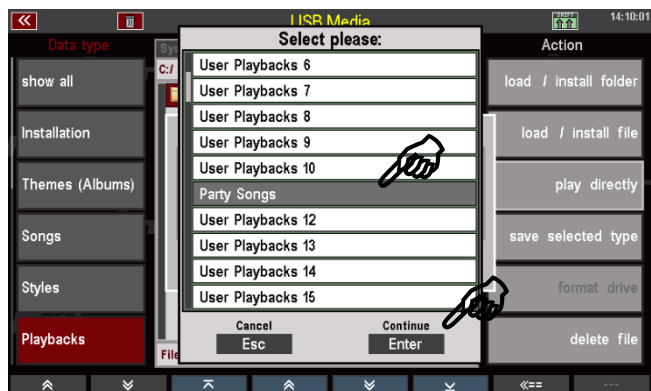 USB Media
14:10:01
Data type
Select please:
Action
C:/
show all
Installation
Themes (Albums)
Songs
Styles
Playbacks
User Playbacks 6
User Playbacks 7
User Playbacks 8
User Playbacks 9
User Playbacks 10
Party Songs
User Playbacks 12
User Playbacks 13
User Playbacks 14
User Playbacks 15
Cancel
Esc
Continue
Enter
File
load / install folder
load / install file
play directly
save selected type
format drive
delete file
«==
---